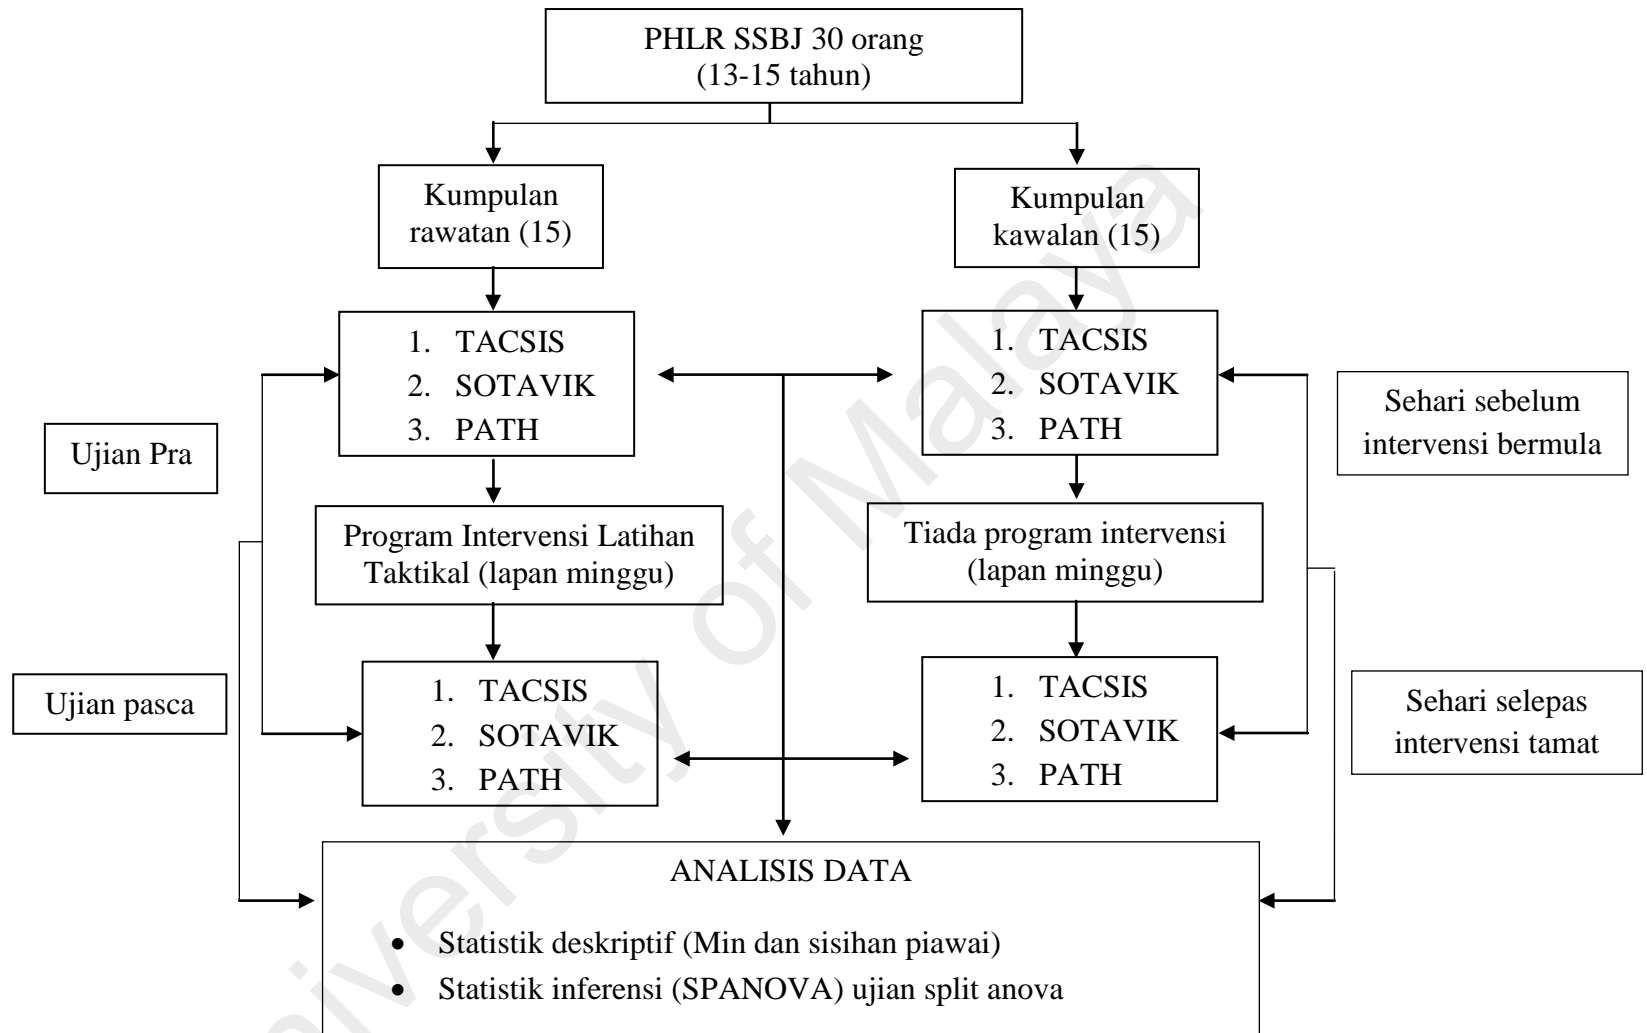 PHLR SSBJ 30 orang
(13-15 tahun)
Kumpulan
rawatan (15)
Kumpulan
kawalan (15)
1. TACSIS
2. SOTAVIK
3. PATH
1. TACSIS
2. SOTAVIK
3. PATH
Sehari sebelum
intervensi bermula
Ujian Pra
Program Intervensi Latihan
Taktikal (lapan minggu)
Tiada program intervensi
(lapan minggu)
Ujian pasca
1. TACSIS
2. SOTAVIK
3. PATH
1. TACSIS
2. SOTAVIK
3. PATH
Sehari selepas
intervensi tamat
ANALISIS DATA
• Statistik deskriptif (Min dan sisihan piawai)
• Statistik inferensi (SPANOVA) ujian split anova
University of Malaya